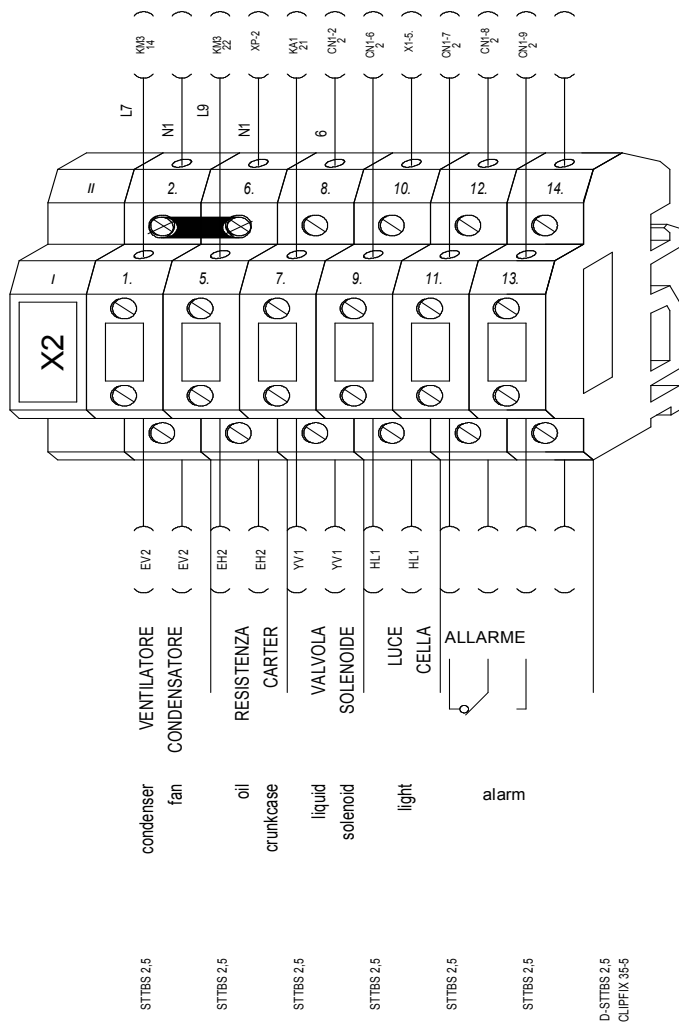 KM3
14
KM3
22
XP-2
KA1
21
CN1-2
2
CN1-6
2
X1-5.
CN1-7
2
CN1-8
2
CN1-9
2
L7
N1
L9
N1
6
II
2.
6.
8.
10.
12.
14.
I
1.
5.
7.
9.
11.
13.
X2
EV2
EV2
EH2
EH2
YV1
YV1
HL1
HL1
VENTILATORE
CONDENSATORE
RESISTENZA
CARTER
VALVOLA
SOLENOIDE
LUCE
CELLA
ALLARME
condenser
fan
oil
crunkcase
liquid
solenoid
light
alarm
STTBS 2,5
STTBS 2,5
STTBS 2,5
STTBS 2,5
STTBS 2,5
STTBS 2,5
D-STTBS 2,5
CLIPFIX 35-5